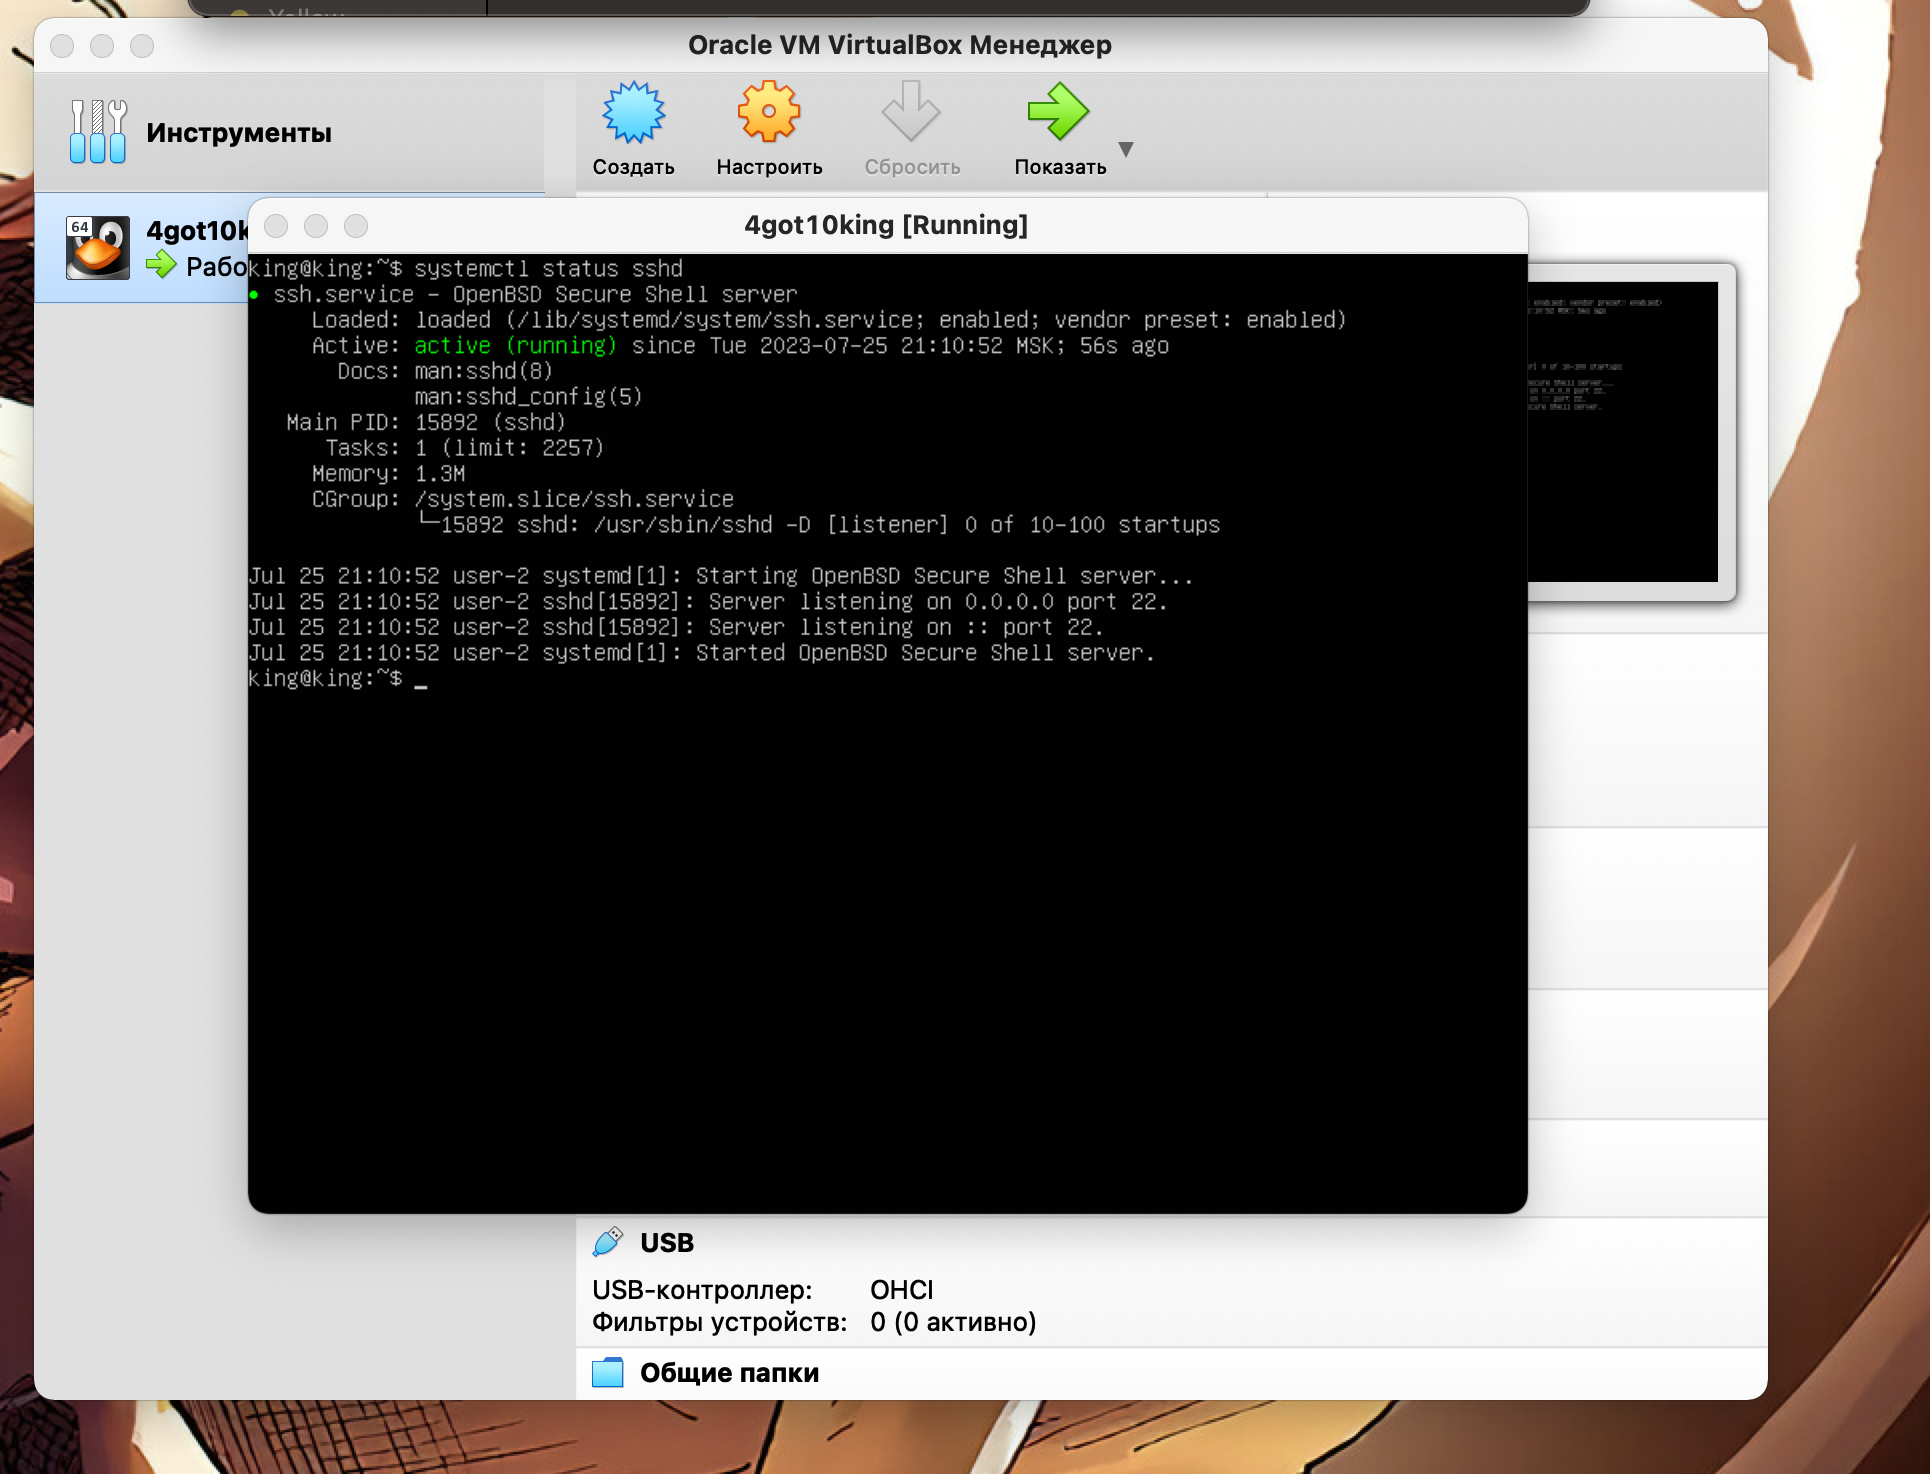 Yellow
Oracle VM VirtualBox Менеджер
Инструменты
Создать
Настроить
Сбросить
Показать
64
4got10k
Рабо
4got10king [Running]
king@king:~$ systemctl status sshd
● ssh.service - OpenBSD Secure Shell server
Loaded: loaded (/lib/systemd/system/ssh.service; enabled; vendor preset: enabled)
Active: active (running) since Tue 2023-07-25 21:10:52 MSK; 56s ago
Docs: man:sshd(8)
man:sshd_config(5)
Main PID: 15892 (sshd)
Tasks: 1 (limit: 2257)
Memory: 1.3M
CGroup: /system.slice/ssh.service
└─15892 sshd: /usr/sbin/sshd -D [listener] 0 of 10-100 startups
Jul 25 21:10:52 user-2 systemd[1]: Starting OpenBSD Secure Shell server...
Jul 25 21:10:52 user-2 sshd[15892]: Server listening on 0.0.0.0 port 22.
Jul 25 21:10:52 user-2 sshd[15892]: Server listening on :: port 22.
Jul 25 21:10:52 user-2 systemd[1]: Started OpenBSD Secure Shell server.
king@king:~$ _
USB
USB-контроллер: OHCI
Фильтры устройств: 0 (0 активно)
Общие папки